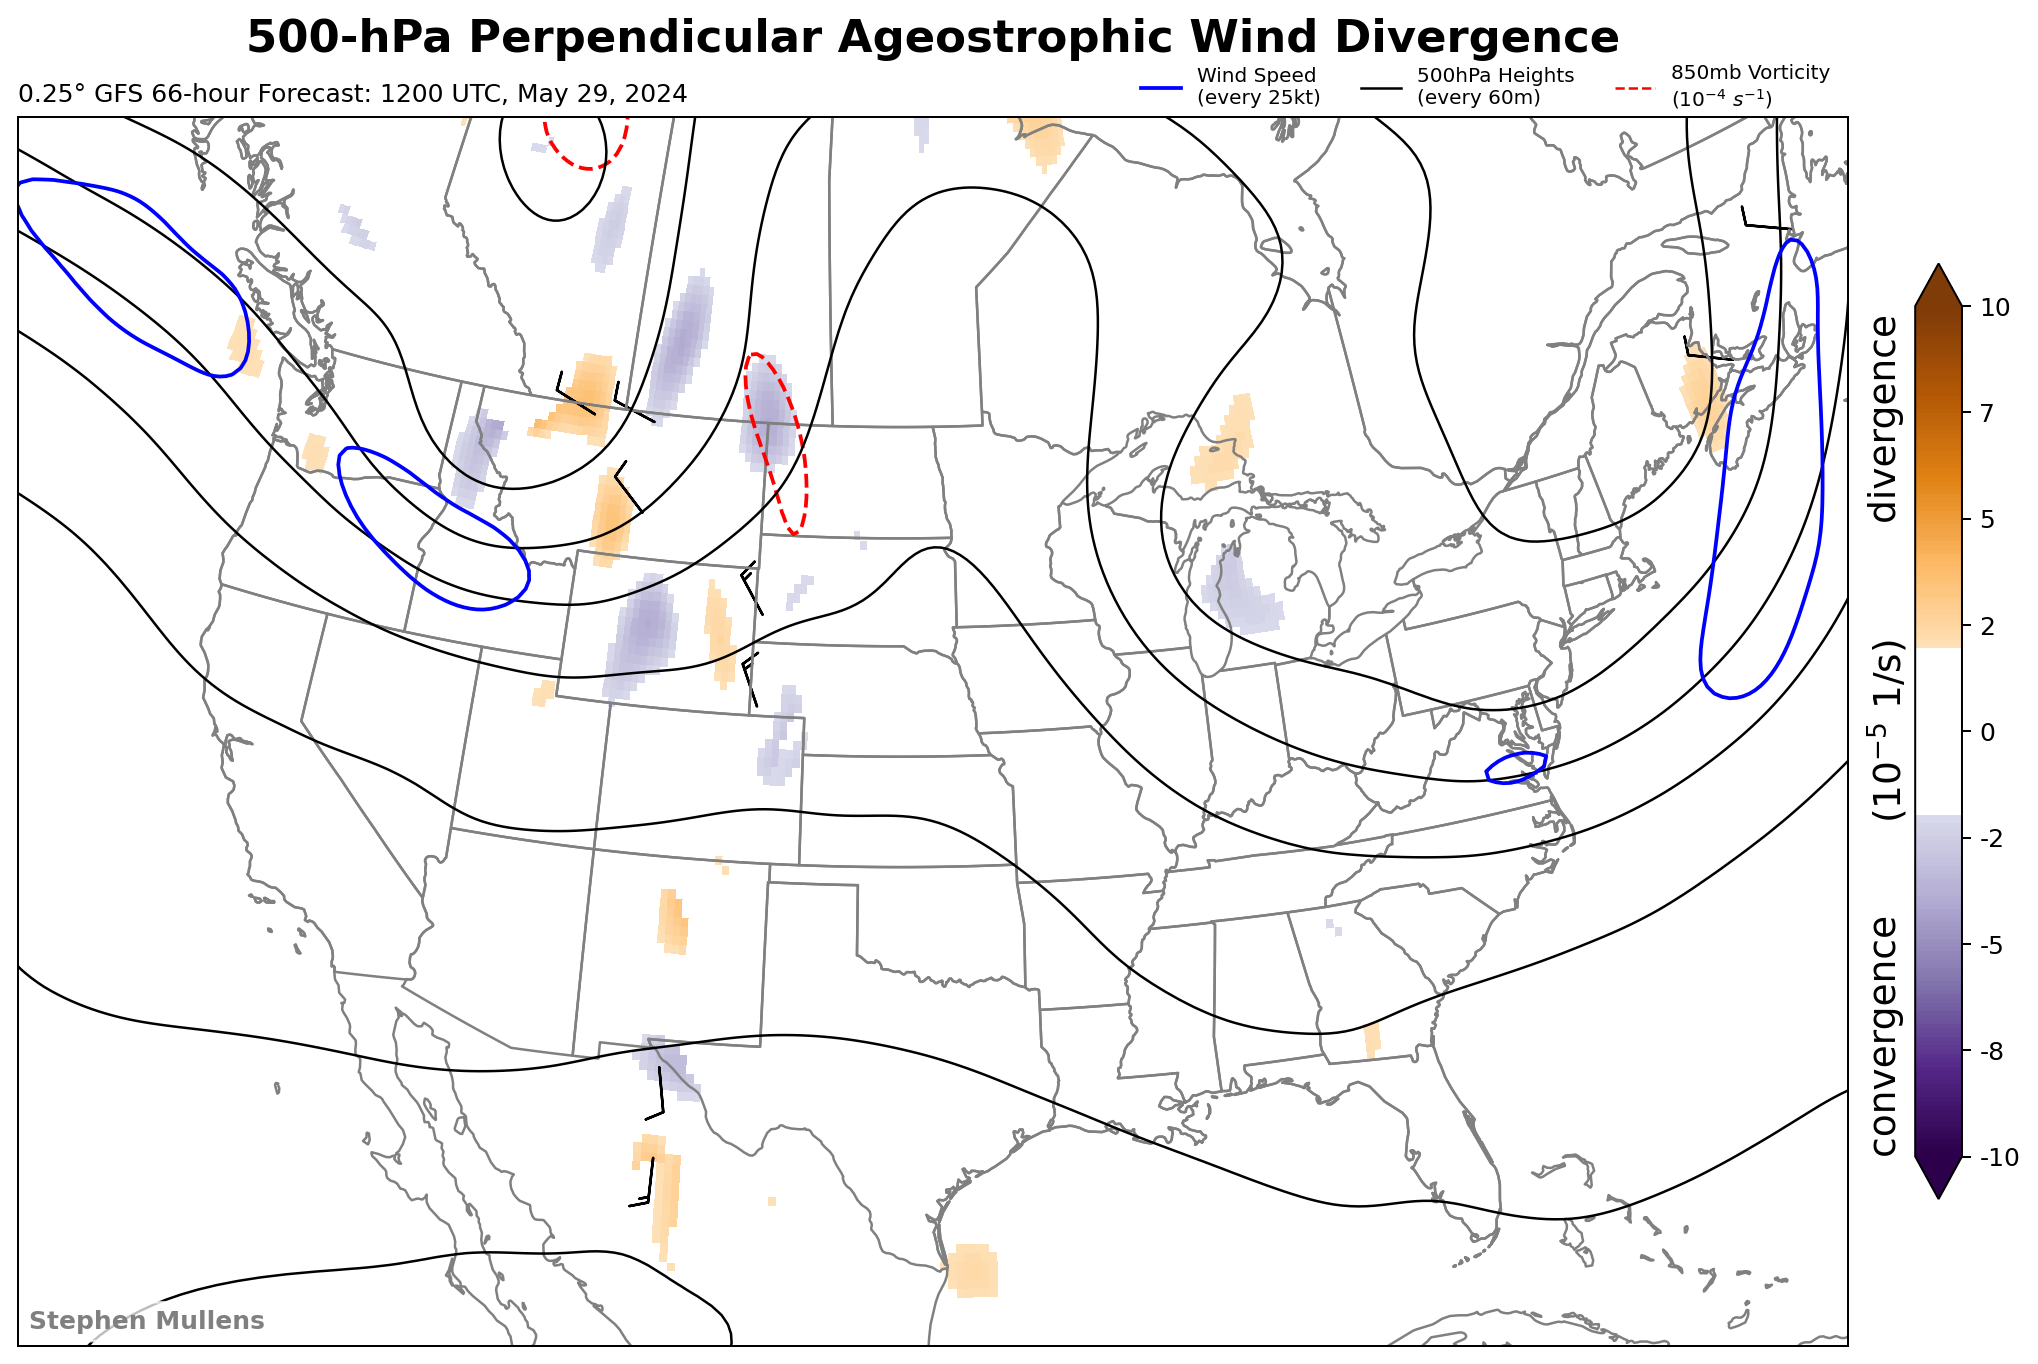 500-hPa Perpendicular Ageostrophic Wind Divergence
0.25° GFS 66-hour Forecast: 1200 UTC, May 29, 2024
Wind Speed
(every 25kt)
500hPa Heights
(every 60m)
850mb Vorticity
(10⁻⁴ s⁻¹)
convergence (10⁻⁵ 1/s) divergence
10
7
5
2
0
-2
-5
-8
-10
Stephen Mullens